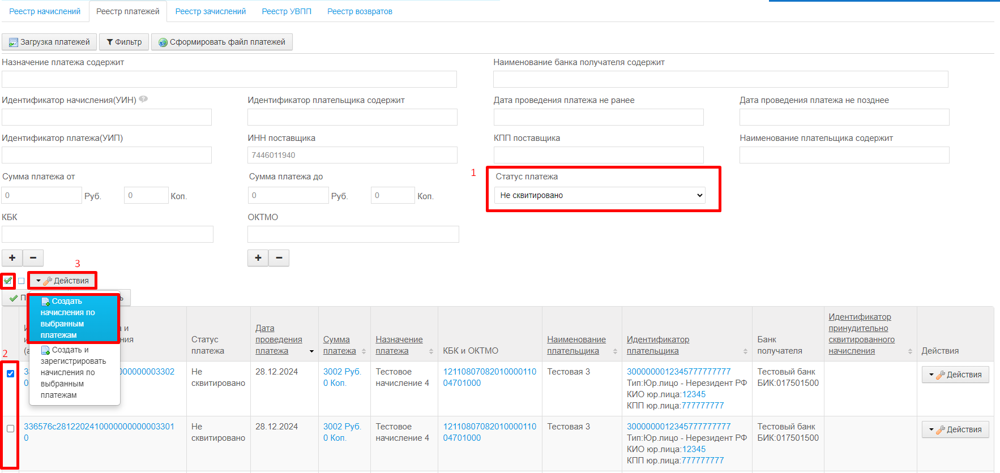 Реестр начислений Реестр платежей Реестр зачислений Реестр УВПП Реестр возвратов
Загрузка платежей Фильтр Сформировать файл платежей
Назначение платежа содержит Наименование банка получателя содержит
Идентификатор начисления(УИН) ? Идентификатор плательщика содержит Дата проведения платежа не ранее Дата проведения платежа не позднее
Идентификатор платежа(УИП) ИНН поставщика КПП поставщика Наименование плательщика содержит
7446011940
1
Сумма платежа от Сумма платежа до Статус платежа
0 Руб. 0 Коп. 0 Руб. 0 Коп. Не сквитировано
КБК ОКТМО
+ − + −
3
Действия
Создать
начисления по
выбранным
платежам
Создать и
зарегистрировать
начисления по
выбранным
платежам
2
Статус
платежа
Дата
проведения
платежа
Сумма
платежа
Назначение
платежа
КБК и ОКТМО
Наименование
плательщика
Идентификатор
плательщика
Банк
получателя
Идентификатор
принудительно
сквитированного
начисления
Действия
Не
сквитировано
28.12.2024
3002 Руб.
0 Коп.
Тестовое
начисление 4
12110807082010000110
04701000
Тестовая 3
3000000012345777777777
Тип:Юр.лицо - Нерезидент РФ
КИО юр.лица:12345
КПП юр.лица:777777777
Тестовый банк
БИК:017501500
Действия
336576c2812202410000000000003301
0
Не
сквитировано
28.12.2024
3002 Руб.
0 Коп.
Тестовое
начисление 4
12110807082010000110
04701000
Тестовая 3
3000000012345777777777
Тип:Юр.лицо - Нерезидент РФ
КИО юр.лица:12345
КПП юр.лица:777777777
Тестовый банк
БИК:017501500
Действия